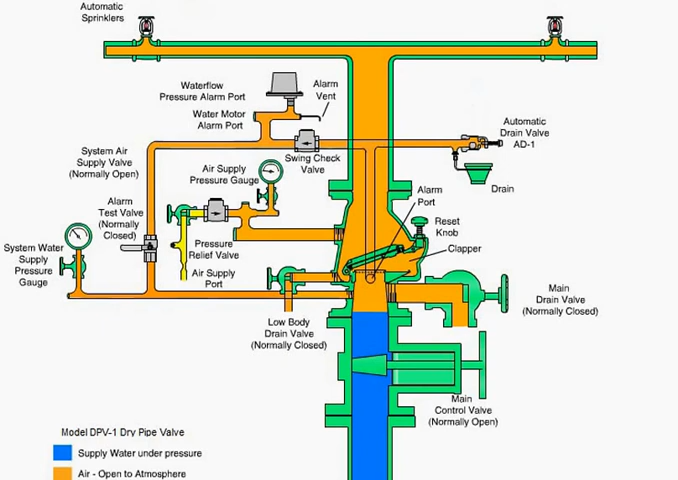 Automatic
Sprinklers
Waterflow
Pressure Alarm Port
Alarm
Vent
Water Motor
Alarm Port
Automatic
Drain Valve
AD-1
System Air
Supply Valve
(Normally Open)
Swing Check
Valve
Air Supply
Pressure Gauge
Drain
Alarm
Port
Alarm
Test Valve
(Normally
Closed)
Reset
Knob
Clapper
System Water
Supply
Pressure
Gauge
Pressure
Relief Valve
Air Supply
Port
Main
Drain Valve
(Normally Closed)
Low Body
Drain Valve
(Normally Closed)
Main
Control Valve
(Normally Open)
Model DPV-1 Dry Pipe Valve
Supply Water under pressure
Air - Open to Atmosphere